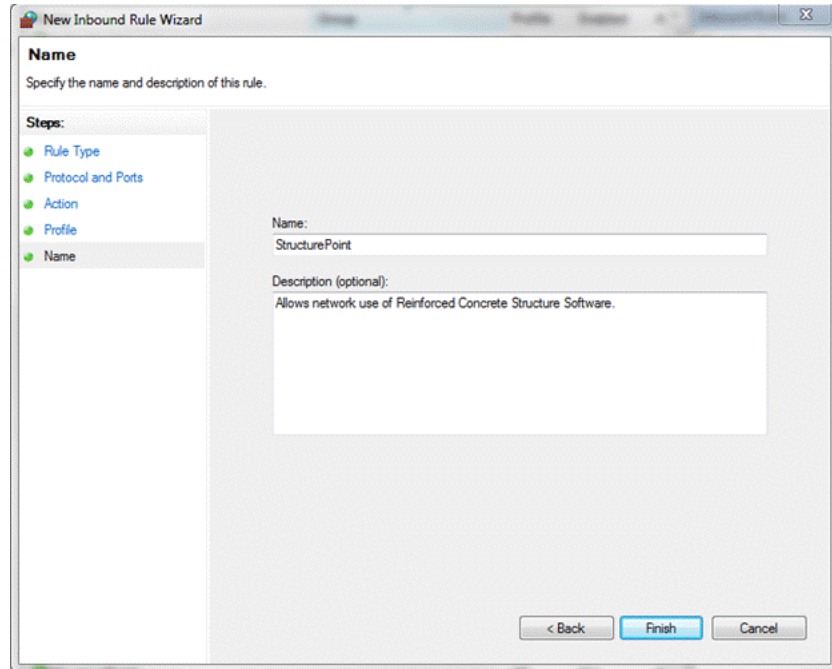 New Inbound Rule Wizard
Name
Specify the name and description of this rule.
Steps:
Rule Type
Protocol and Ports
Action
Profile
Name
Name:
StructurePoint
Description (optional):
Allows network use of Reinforced Concrete Structure Software.
< Back
Finish
Cancel